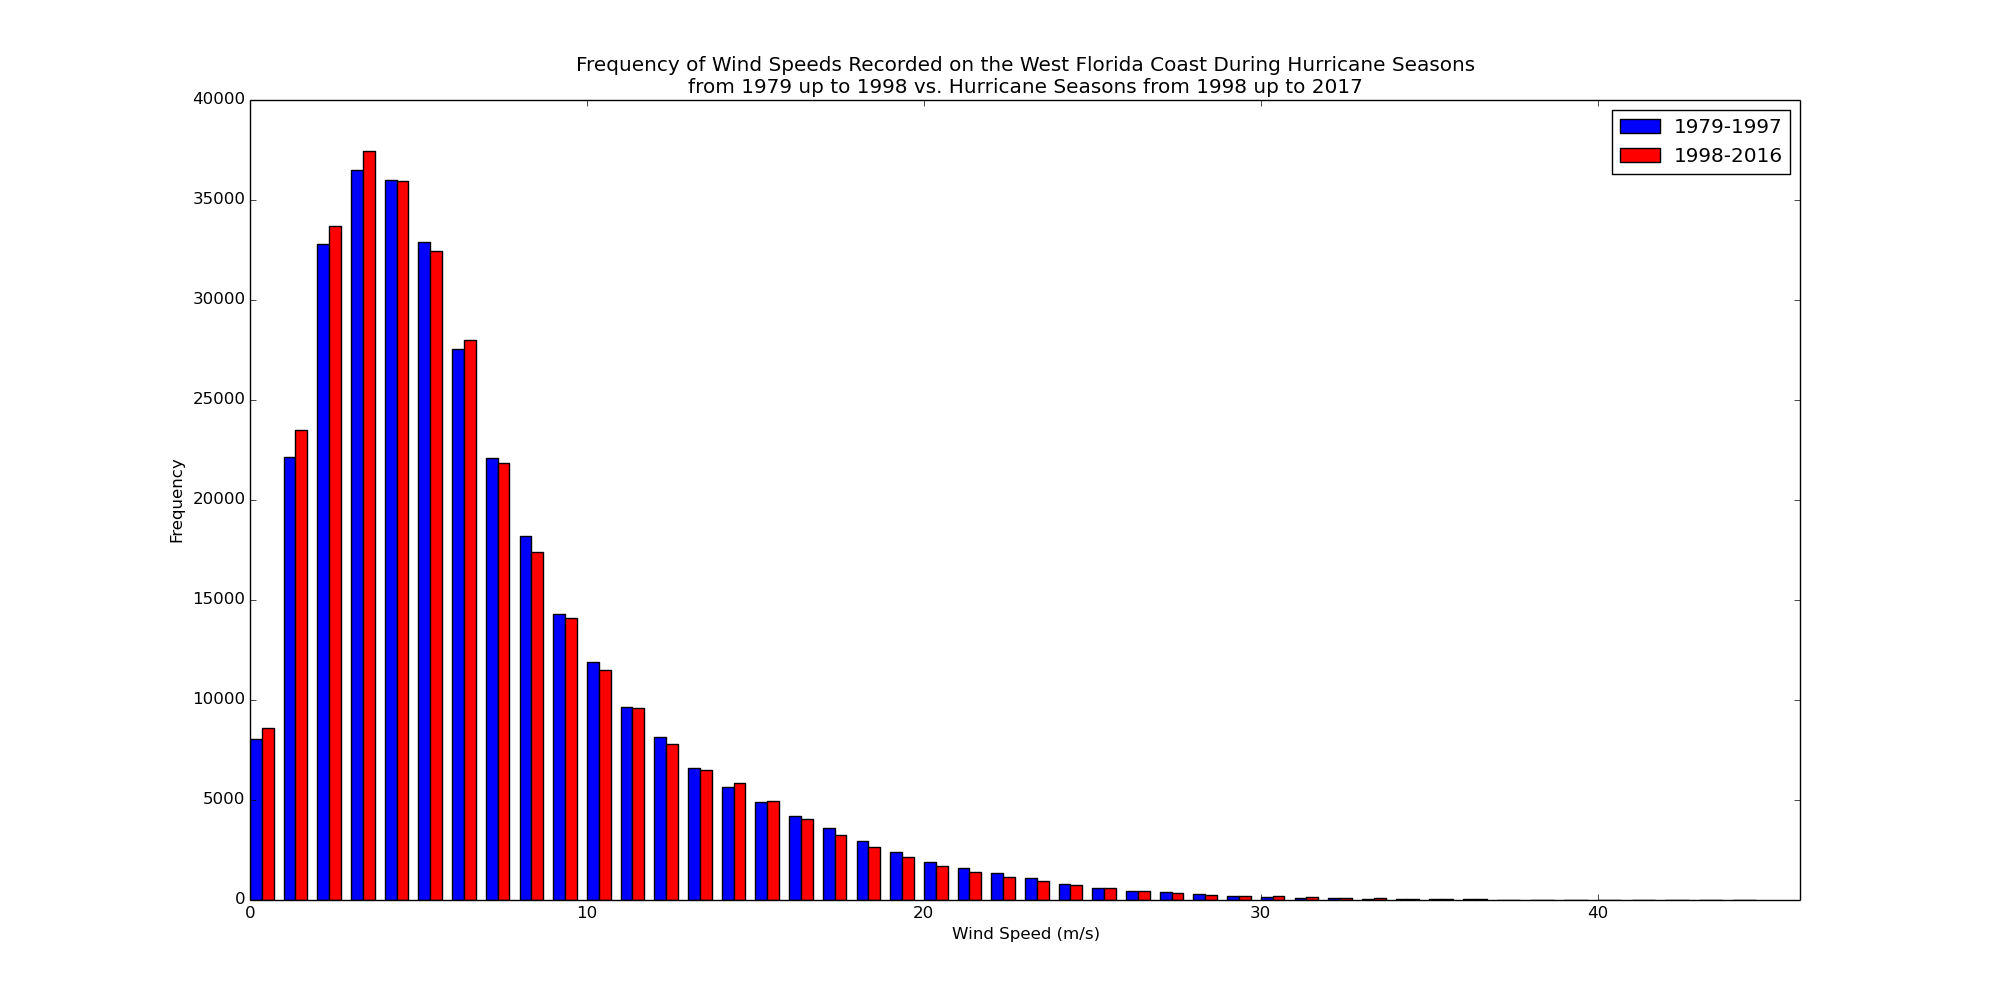 Frequency of Wind Speeds Recorded on the West Florida Coast During Hurricane Seasons
from 1979 up to 1998 vs. Hurricane Seasons from 1998 up to 2017
1979-1997
1998-2016
40000
35000
30000
25000
20000
15000
10000
5000
0
Frequency
0 10 20 30 40
Wind Speed (m/s)